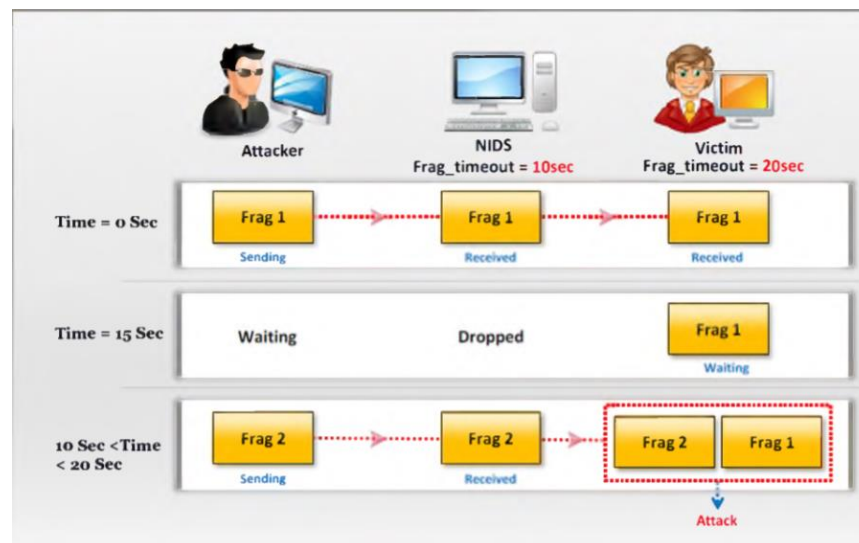 Attacker
NIDS
Frag_timeout = 10sec
Victim
Frag_timeout = 20sec
Time = 0 Sec
Frag 1
Sending
Frag 1
Received
Frag 1
Received
Time = 15 Sec
Waiting
Dropped
Frag 1
Waiting
10 Sec <Time
< 20 Sec
Frag 2
Sending
Frag 2
Received
Frag 2
Frag 1
Attack